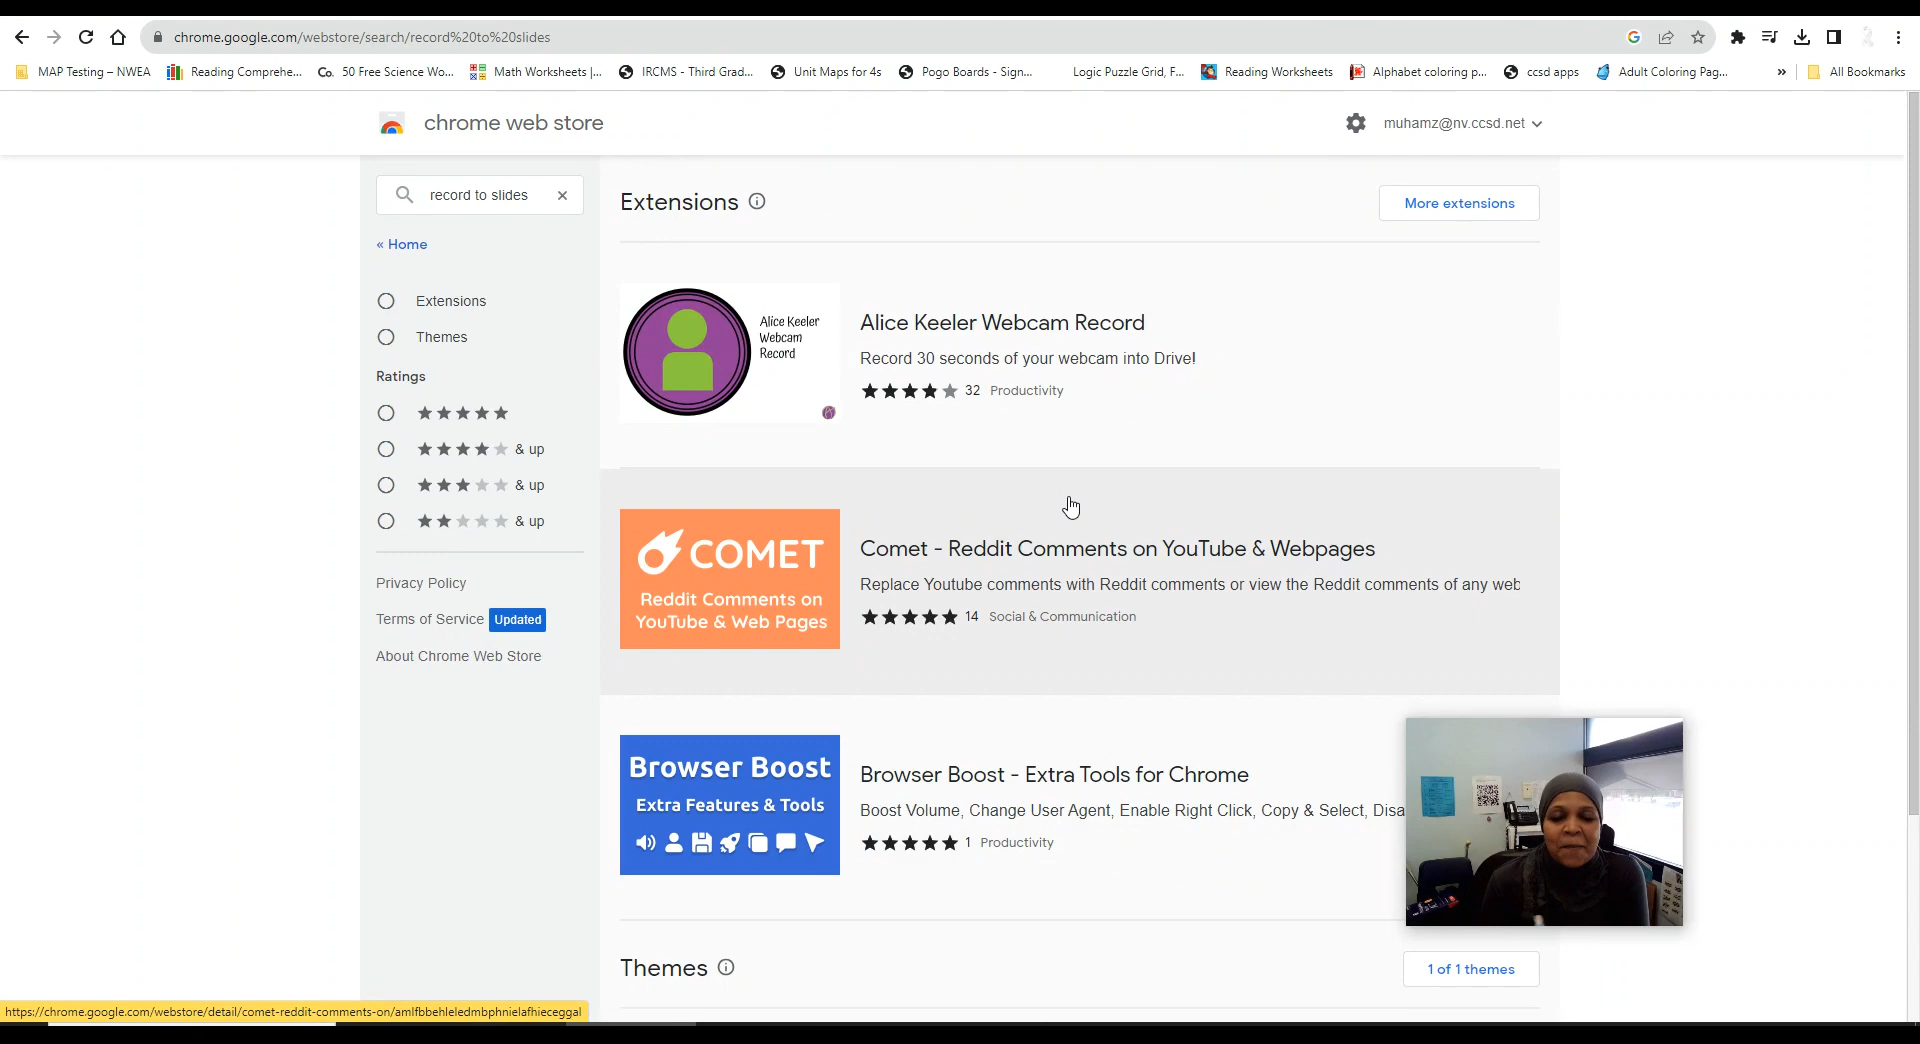 chrome.google.com/webstore/search/record%20to%20slides
MAP Testing – NWEA
Reading Comprehe...
Co. 50 Free Science Wo...
Math Worksheets |...
IRCMS - Third Grad...
Unit Maps for 4s
Pogo Boards - Sign...
Logic Puzzle Grid, F...
Reading Worksheets
Alphabet coloring p...
ccsd apps
Adult Coloring Pag...
»
All Bookmarks
chrome web store
muhamz@nv.ccsd.net
record to slides
« Home
Extensions
Themes
Ratings
& up
& up
& up
Privacy Policy
Terms of Service Updated
About Chrome Web Store
Extensions
More extensions
Alice Keeler
Webcam
Record
Alice Keeler Webcam Record
Record 30 seconds of your webcam into Drive!
32 Productivity
COMET
Reddit Comments on
YouTube & Web Pages
Comet - Reddit Comments on YouTube & Webpages
Replace Youtube comments with Reddit comments or view the Reddit comments of any web
14 Social & Communication
Browser Boost
Extra Features & Tools
Browser Boost - Extra Tools for Chrome
Boost Volume, Change User Agent, Enable Right Click, Copy & Select, Disa
1 Productivity
Themes
1 of 1 themes
https://chrome.google.com/webstore/detail/comet-reddit-comments-on/amlfbbehleledmbphnielafhieceggal